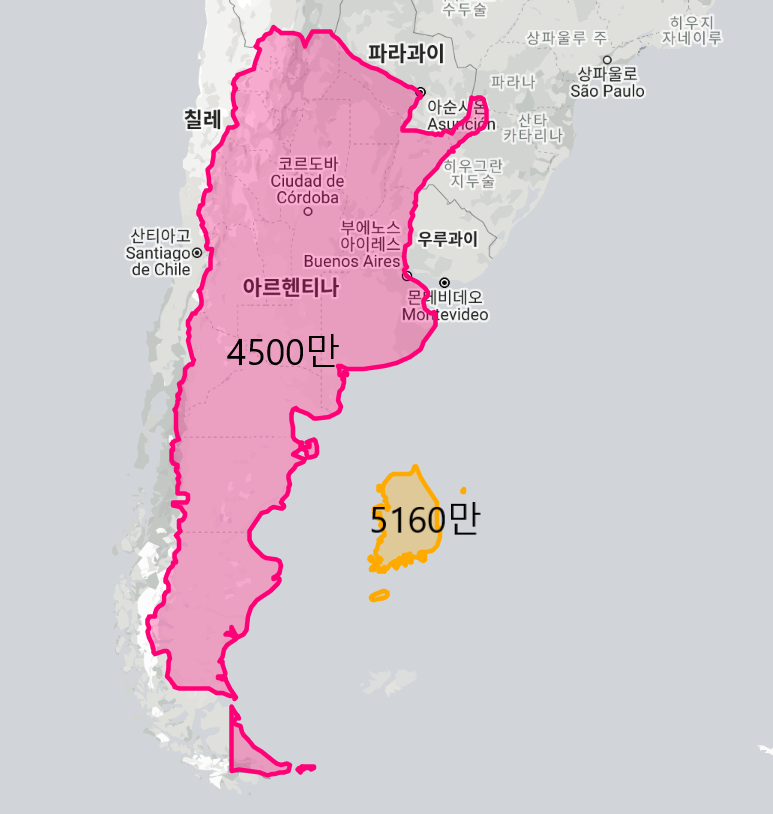 수두술
히우지
자네이루
상파울루 주
파라과이
상파울로
São Paulo
파라나
아순시온
Asunción
산타
카타리나
칠레
코르도바
Ciudad de
Córdoba
히우그란
지두술
산티아고
Santiago
de Chile
부에노스
아이레스
Buenos Aires
우루과이
아르헨티나
몬테비데오
Montevideo
4500만
5160만